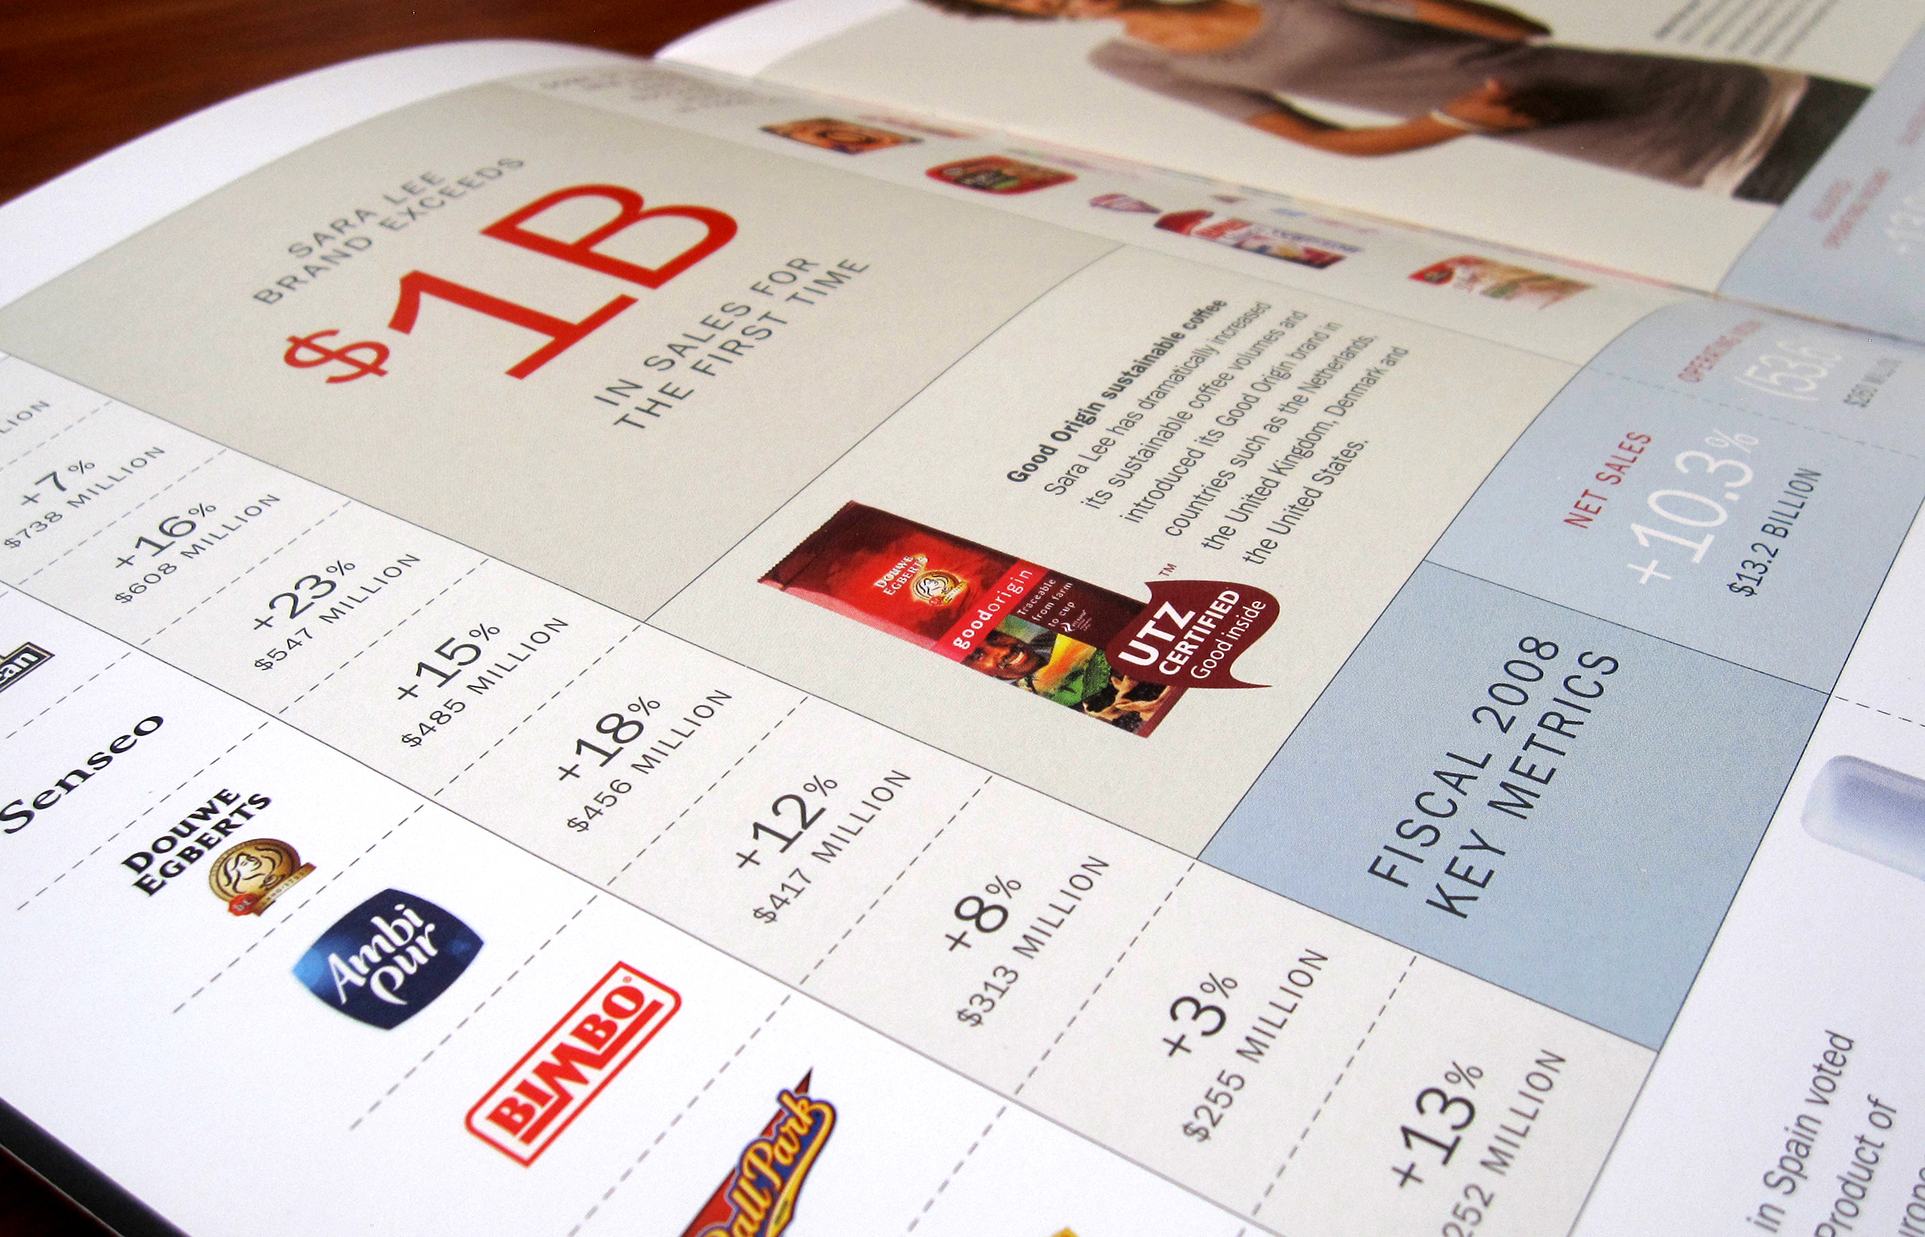 SARA LEE
BRAND EXCEEDS
$1B
IN SALES FOR
THE FIRST TIME
Good Origin sustainable coffee
Sara Lee has dramatically increased
its sustainable coffee volumes and
introduced its Good Origin brand in
countries such as the Netherlands,
the United Kingdom, Denmark and
the United States.
DOUWE
EGBERTS
goodorigin
Traceable
from farm
to cup
UTZ
CERTIFIED
Good inside
TM
NET SALES
+10.3%
$13.2 BILLION
FISCAL 2008
KEY METRICS
+7%
$738 MILLION
+16%
$608 MILLION
+23%
$547 MILLION
+15%
$485 MILLION
+18%
$456 MILLION
+12%
$417 MILLION
+8%
$313 MILLION
+3%
$255 MILLION
+13%
252 MILLION
Senseo
DOUWE
EGBERTS
Ambi
Pur
BIMBO®
Ball Park
in Spain voted
Product of